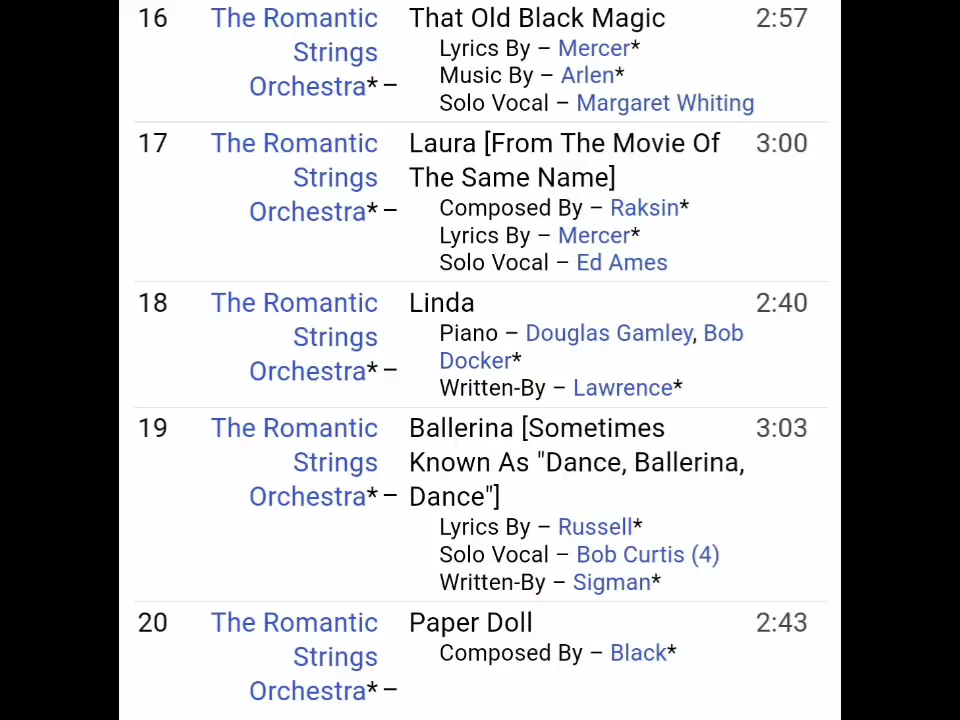 16 The Romantic That Old Black Magic 2:57
Strings Lyrics By – Mercer*
Music By – Arlen*
Orchestra* –
Solo Vocal – Margaret Whiting
17 The Romantic Laura [From The Movie Of 3:00
Strings The Same Name]
Orchestra* – Composed By – Raksin*
Lyrics By – Mercer*
Solo Vocal – Ed Ames
18 The Romantic Linda 2:40
Strings Piano – Douglas Gamley, Bob
Orchestra* – Docker*
Written-By – Lawrence*
19 The Romantic Ballerina [Sometimes 3:03
Strings Known As "Dance, Ballerina,
Orchestra* – Dance"]
Lyrics By – Russell*
Solo Vocal – Bob Curtis (4)
Written-By – Sigman*
20 The Romantic Paper Doll 2:43
Strings Composed By – Black*
Orchestra* –